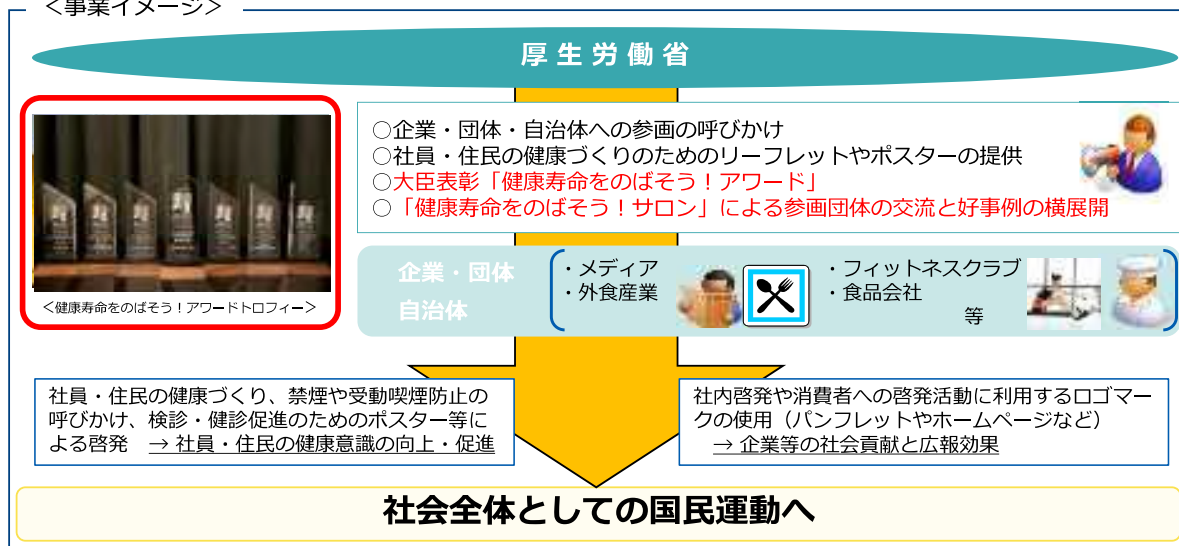 ＜事業イメージ＞
厚生労働省
○企業・団体・自治体への参画の呼びかけ
○社員・住民の健康づくりのためのリーフレットやポスターの提供
○大臣表彰「健康寿命をのばそう！アワード」
○「健康寿命をのばそう！サロン」による参画団体の交流と好事例の横展開
＜健康寿命をのばそう！アワードトロフィー＞
企業・団体
自治体
・メディア
・外食産業
・フィットネスクラブ
・食品会社
等
社員・住民の健康づくり、禁煙や受動喫煙防止の
呼びかけ、検診・健診促進のためのポスター等に
よる啓発　→ 社員・住民の健康意識の向上・促進
社内啓発や消費者への啓発活動に利用するロゴマー
クの使用（パンフレットやホームページなど）
→ 企業等の社会貢献と広報効果
社会全体としての国民運動へ